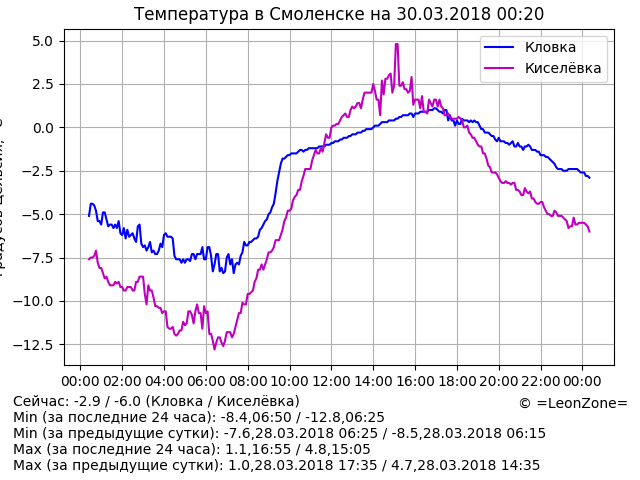 Температура в Смоленске на 30.03.2018 00:20
Кловка
Киселёвка
5.0
2.5
0.0
−2.5
−5.0
−7.5
−10.0
−12.5
00:00 02:00 04:00 06:00 08:00 10:00 12:00 14:00 16:00 18:00 20:00 22:00 00:00
Сейчас: -2.9 / -6.0 (Кловка / Киселёвка)
© =LeonZone=
Min (за последние 24 часа): -8.4,06:50 / -12.8,06:25
Min (за предыдущие сутки): -7.6,28.03.2018 06:25 / -8.5,28.03.2018 06:15
Max (за последние 24 часа): 1.1,16:55 / 4.8,15:05
Max (за предыдущие сутки): 1.0,28.03.2018 17:35 / 4.7,28.03.2018 14:35